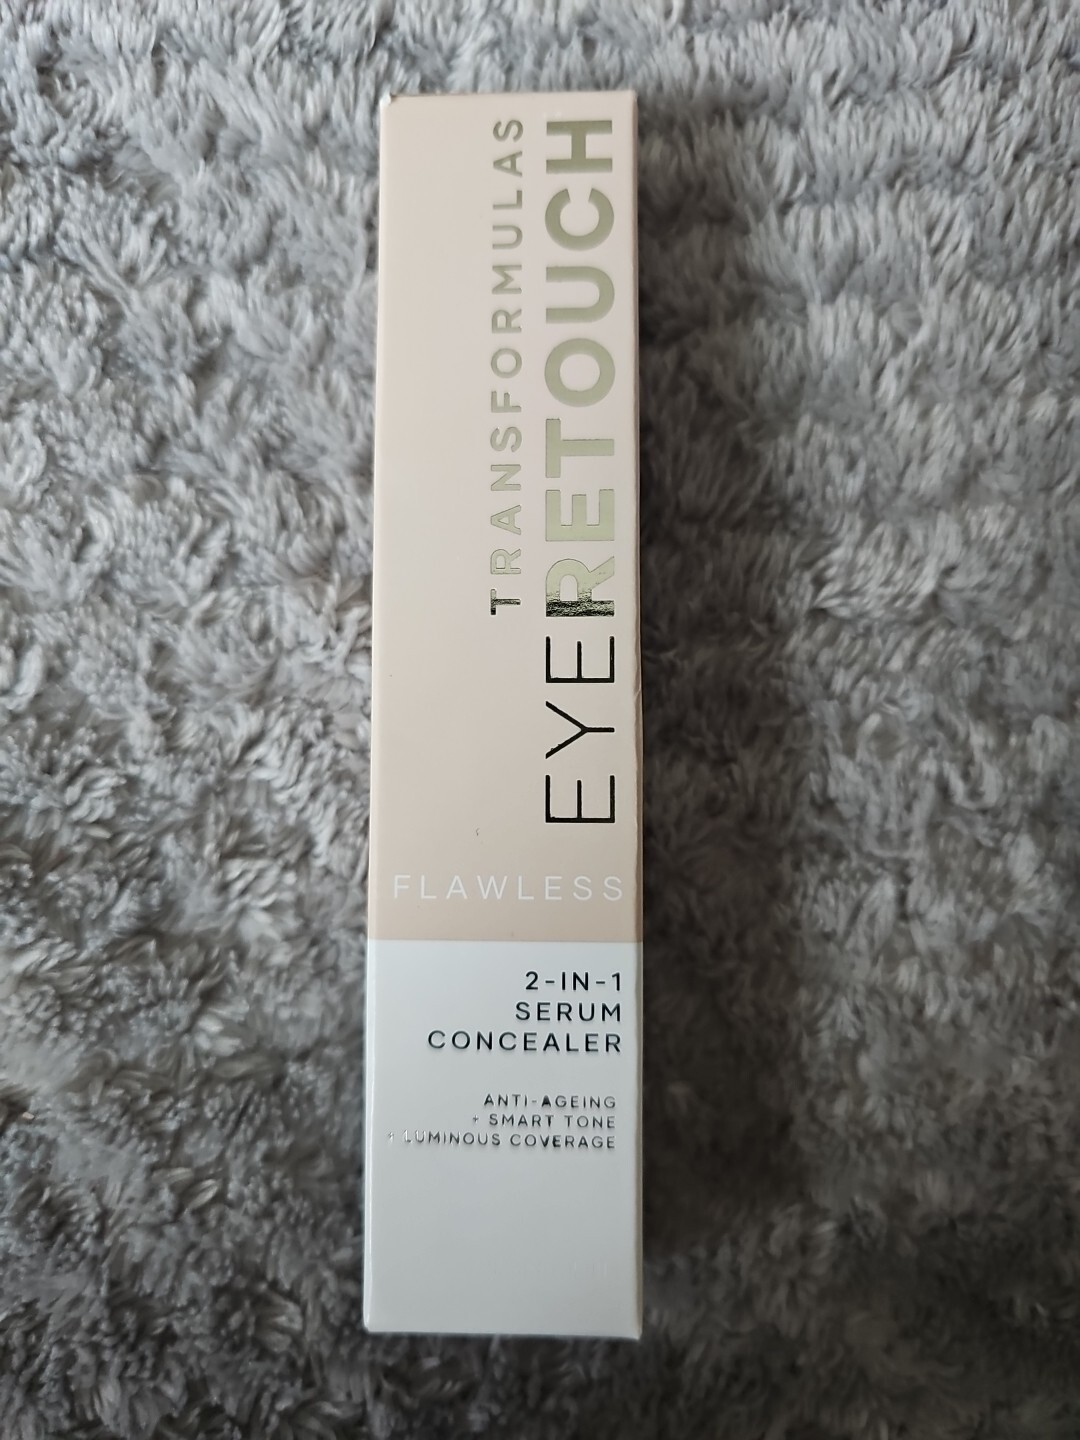 TRANSFORMULAS
EYERETOUCH
FLAWLESS
2-IN-1
SERUM
CONCEALER
ANTI-AGEING
+ SMART TONE
+ LUMINOUS COVERAGE